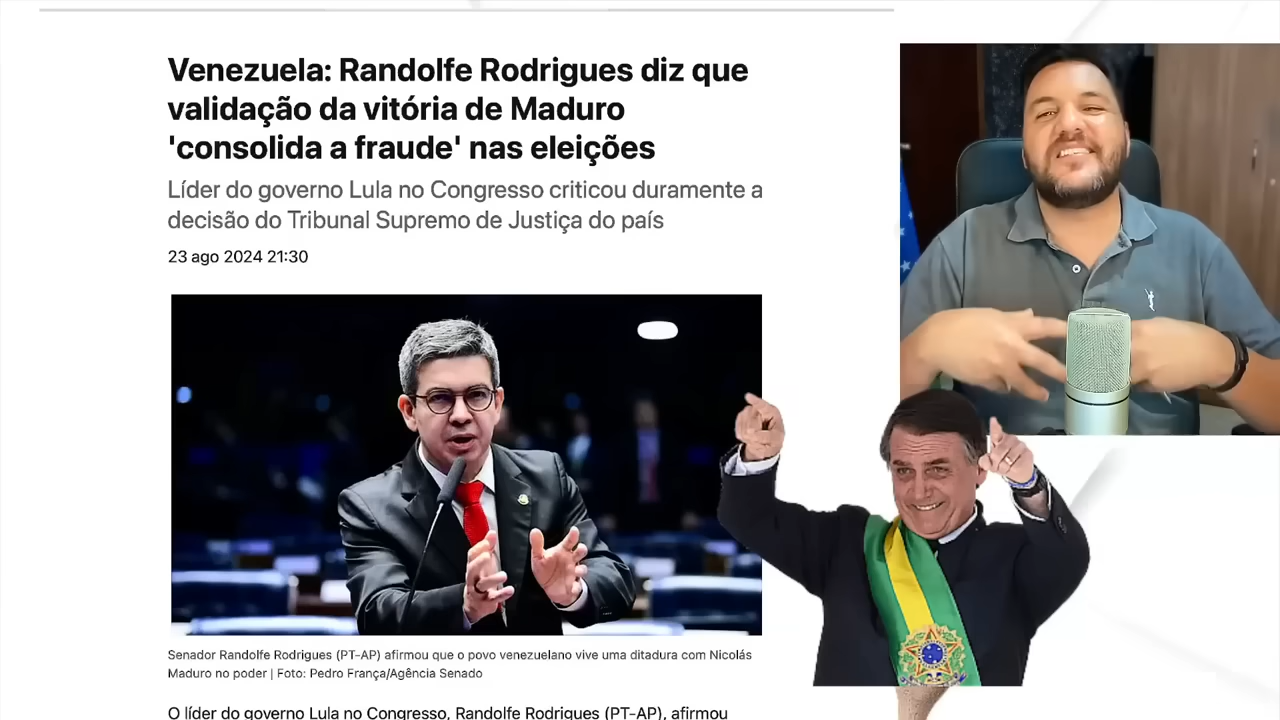 Venezuela: Randolfe Rodrigues diz que
validação da vitória de Maduro
'consolida a fraude' nas eleições
Líder do governo Lula no Congresso criticou duramente a
decisão do Tribunal Supremo de Justiça do país
23 ago 2024 21:30
Senador Randolfe Rodrigues (PT-AP) afirmou que o povo venezuelano vive uma ditadura com Nicolás
Maduro no poder | Foto: Pedro França/Agência Senado
O líder do governo Lula no Congresso, Randolfe Rodrigues (PT-AP), afirmou